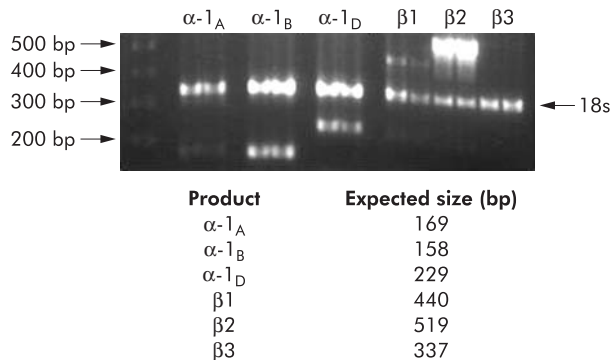 α-1A α-1B α-1D β1 β2 β3
500 bp
400 bp
300 bp
200 bp
18s
Product Expected size (bp)
α-1A 169
α-1B 158
α-1D 229
β1 440
β2 519
β3 337